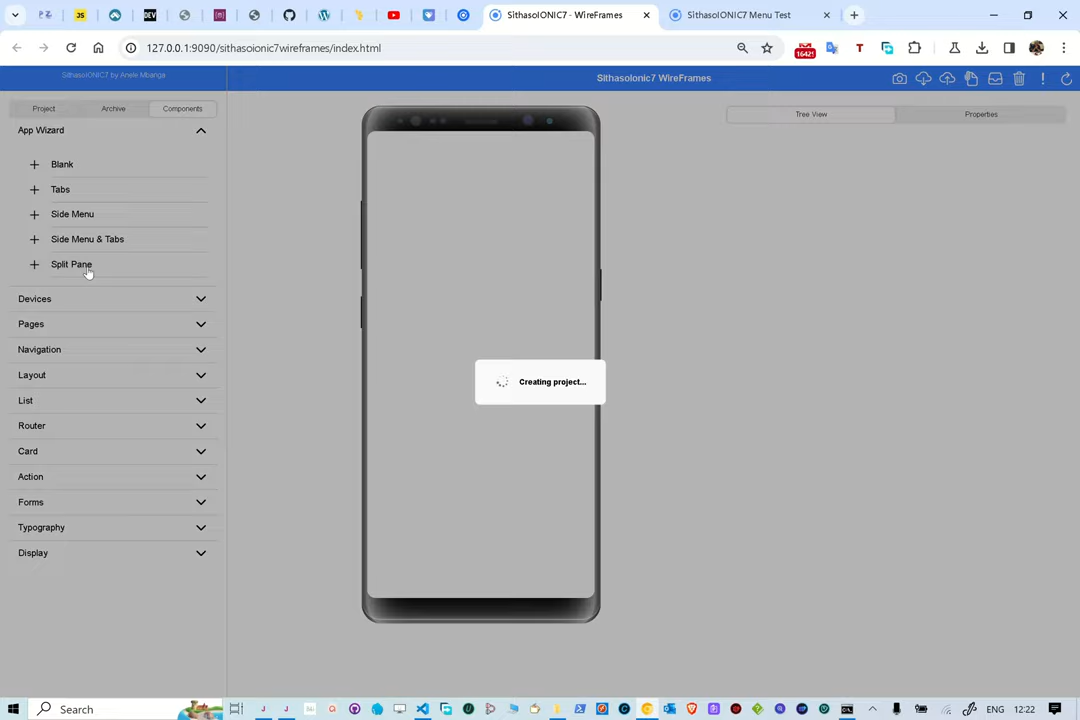 SithasoIONIC7 - WireFrames
SithasoIONIC7 Menu Test
127.0.0.1:9090/sithasoionic7wireframes/index.html
16421
SithasoIONIC7 by Anele Mbanga
SithasoIonic7 WireFrames
Project
Archive
Components
Tree View
Properties
App Wizard
Blank
Tabs
Side Menu
Side Menu & Tabs
Split Pane
Devices
Pages
Navigation
Layout
List
Router
Card
Action
Forms
Typography
Display
Creating project...
Search
ENG
12:22